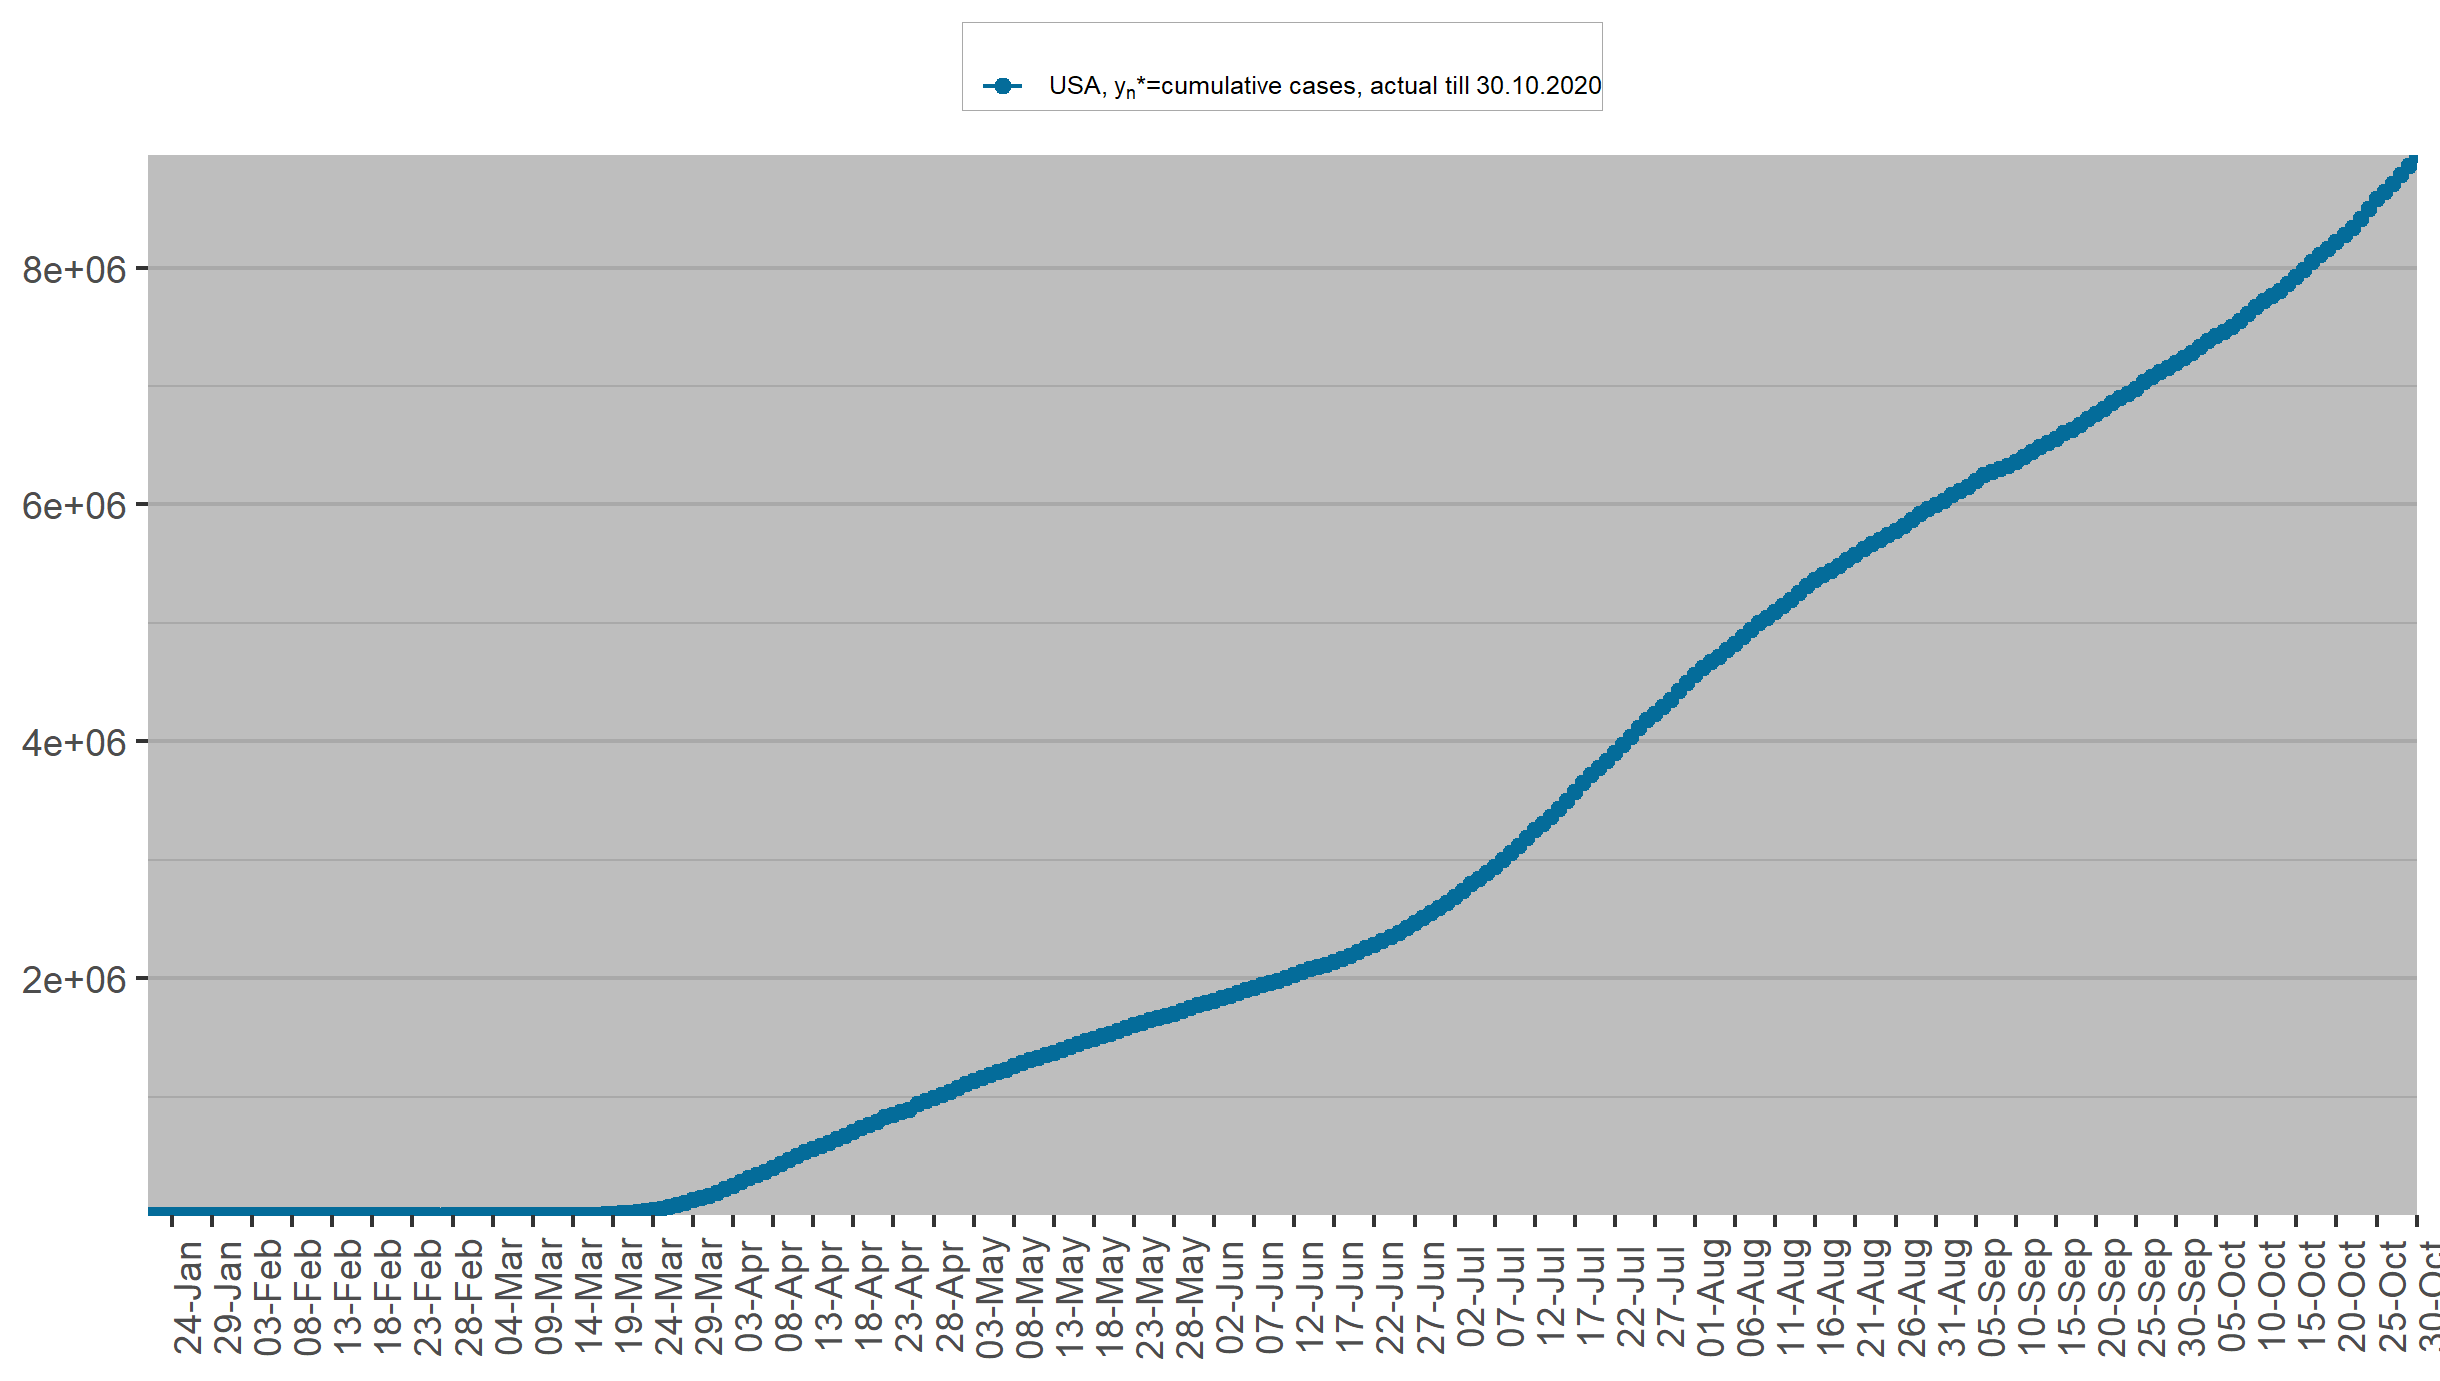 USA, yn*=cumulative cases, actual till 30.10.2020
8e+06
6e+06
4e+06
2e+06
24-Jan
29-Jan
03-Feb
08-Feb
13-Feb
18-Feb
23-Feb
28-Feb
04-Mar
09-Mar
14-Mar
19-Mar
24-Mar
29-Mar
03-Apr
08-Apr
13-Apr
18-Apr
23-Apr
28-Apr
03-May
08-May
13-May
18-May
23-May
28-May
02-Jun
07-Jun
12-Jun
17-Jun
22-Jun
27-Jun
02-Jul
07-Jul
12-Jul
17-Jul
22-Jul
27-Jul
01-Aug
06-Aug
11-Aug
16-Aug
21-Aug
26-Aug
31-Aug
05-Sep
10-Sep
15-Sep
20-Sep
25-Sep
30-Sep
05-Oct
10-Oct
15-Oct
20-Oct
25-Oct
30-Oct